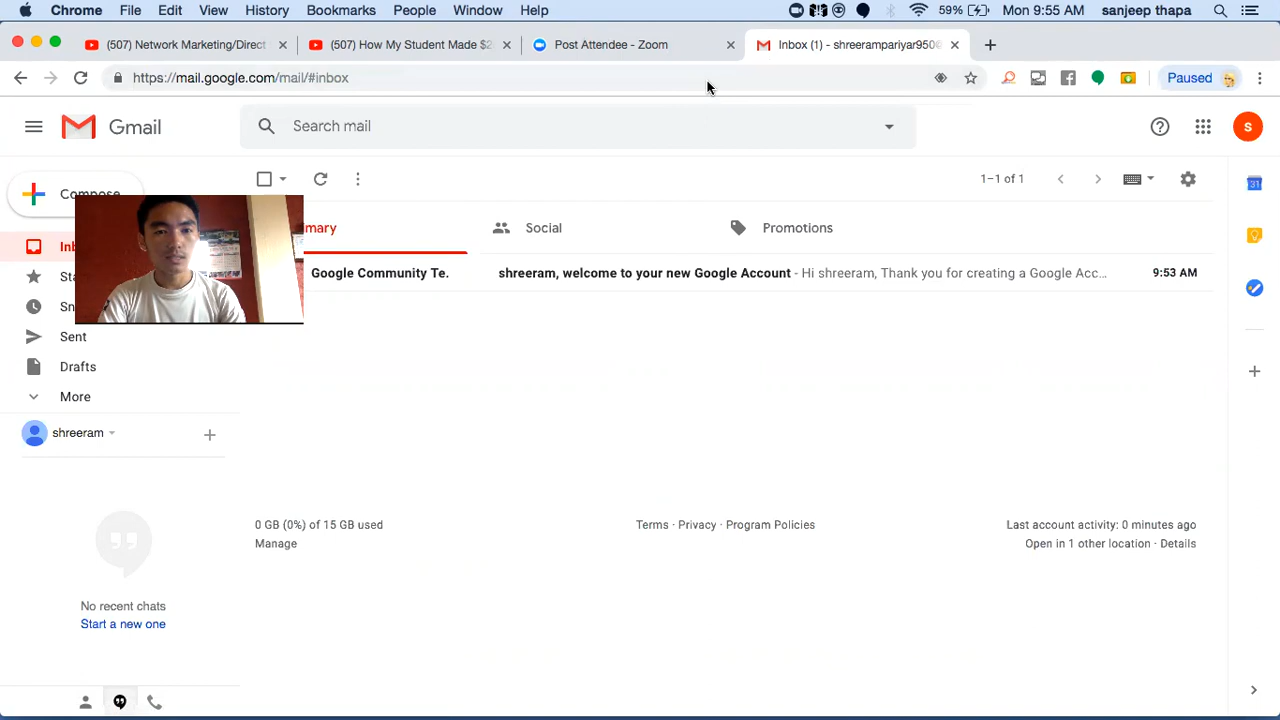 Chrome File Edit View History Bookmarks People Window Help 59% Mon 9:55 AM sanjeep thapa
(507) Network Marketing/Direct (507) How My Student Made $2 Post Attendee - Zoom Inbox (1) - shreerampariyar950@
https://mail.google.com/mail/#inbox Paused
Gmail Search mail s
Compose 1–1 of 1
mary Social Promotions
Inb
Google Community Te. shreeram, welcome to your new Google Account - Hi shreeram, Thank you for creating a Google Acc... 9:53 AM
Sta
Sn
Sent
Drafts
More
shreeram
0 GB (0%) of 15 GB used Terms · Privacy · Program Policies Last account activity: 0 minutes ago
Manage Open in 1 other location · Details
No recent chats
Start a new one
31